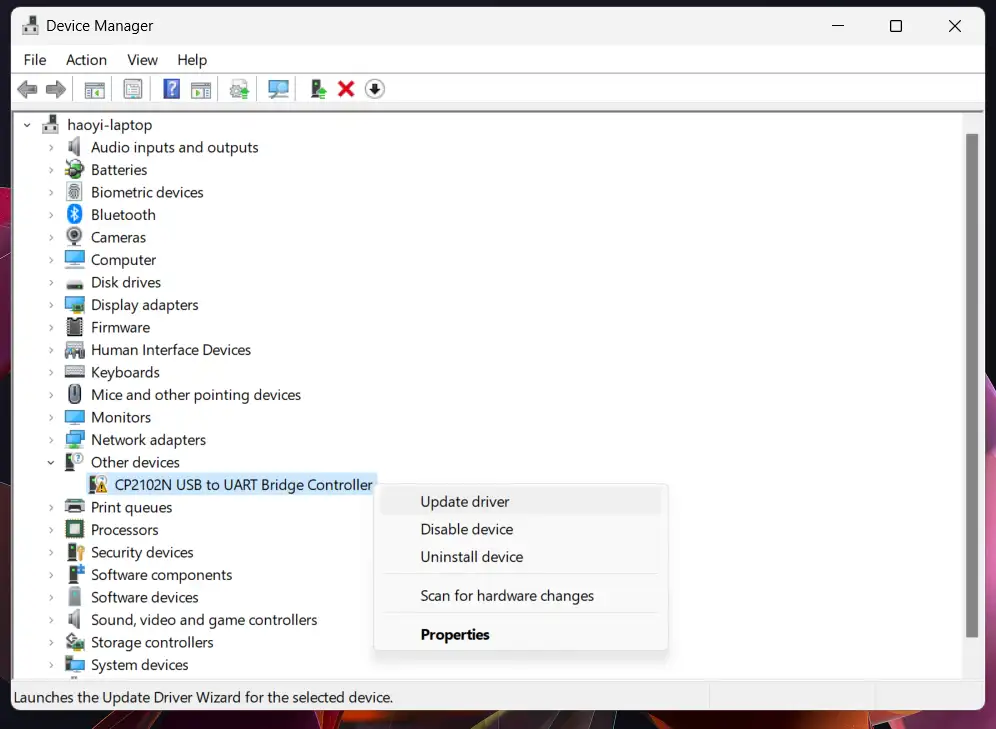 Device Manager
File Action View Help
haoyi-laptop
Audio inputs and outputs
Batteries
Biometric devices
Bluetooth
Cameras
Computer
Disk drives
Display adapters
Firmware
Human Interface Devices
Keyboards
Mice and other pointing devices
Monitors
Network adapters
Other devices
CP2102N USB to UART Bridge Controller
Print queues
Processors
Security devices
Software components
Software devices
Sound, video and game controllers
Storage controllers
System devices
Update driver
Disable device
Uninstall device
Scan for hardware changes
Properties
Launches the Update Driver Wizard for the selected device.